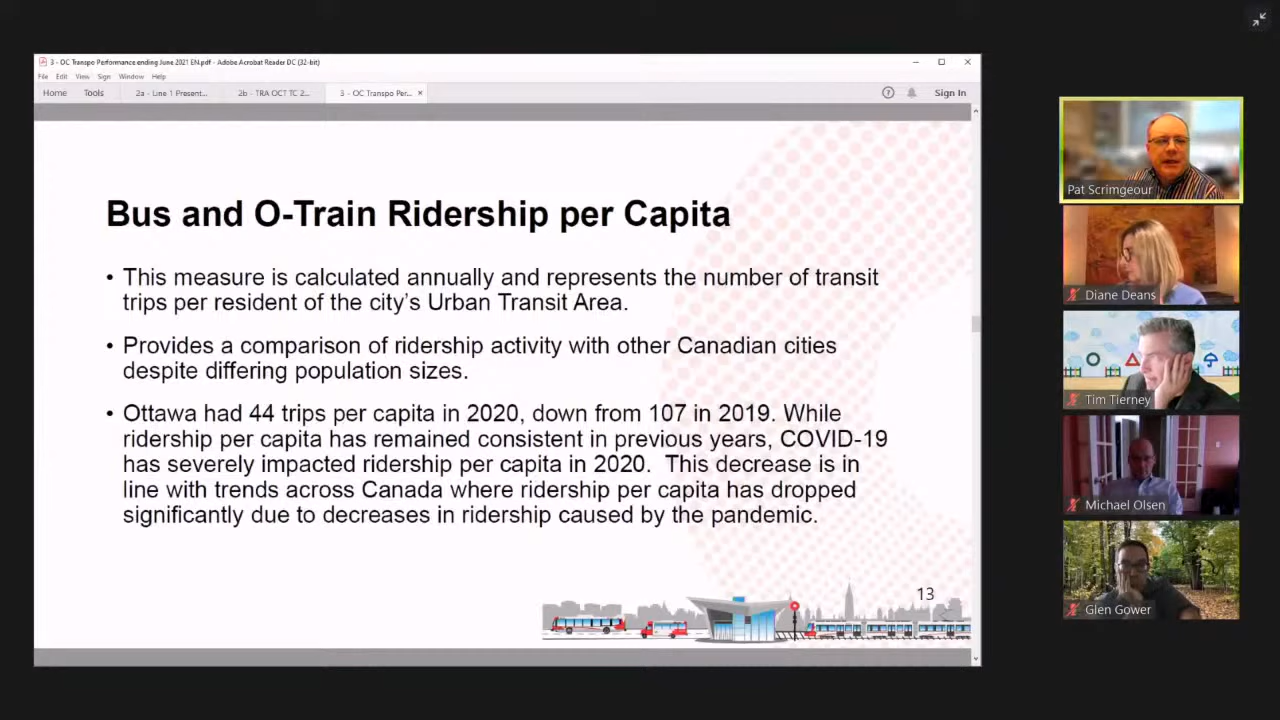 3 - OC Transpo Performance ending June 2021 EN.pdf - Adobe Acrobat Reader DC (32-bit)
File Edit View Sign Window Help
Home Tools 2a - Line 1 Present... 2b - TRA OCT TC 2... 3 - OC Transpo Per... × Sign In
Bus and O-Train Ridership per Capita
• This measure is calculated annually and represents the number of transit
trips per resident of the city’s Urban Transit Area.
• Provides a comparison of ridership activity with other Canadian cities
despite differing population sizes.
• Ottawa had 44 trips per capita in 2020, down from 107 in 2019. While
ridership per capita has remained consistent in previous years, COVID-19
has severely impacted ridership per capita in 2020. This decrease is in
line with trends across Canada where ridership per capita has dropped
significantly due to decreases in ridership caused by the pandemic.
13
Pat Scrimgeour
Diane Deans
Tim Tierney
Michael Olsen
Glen Gower